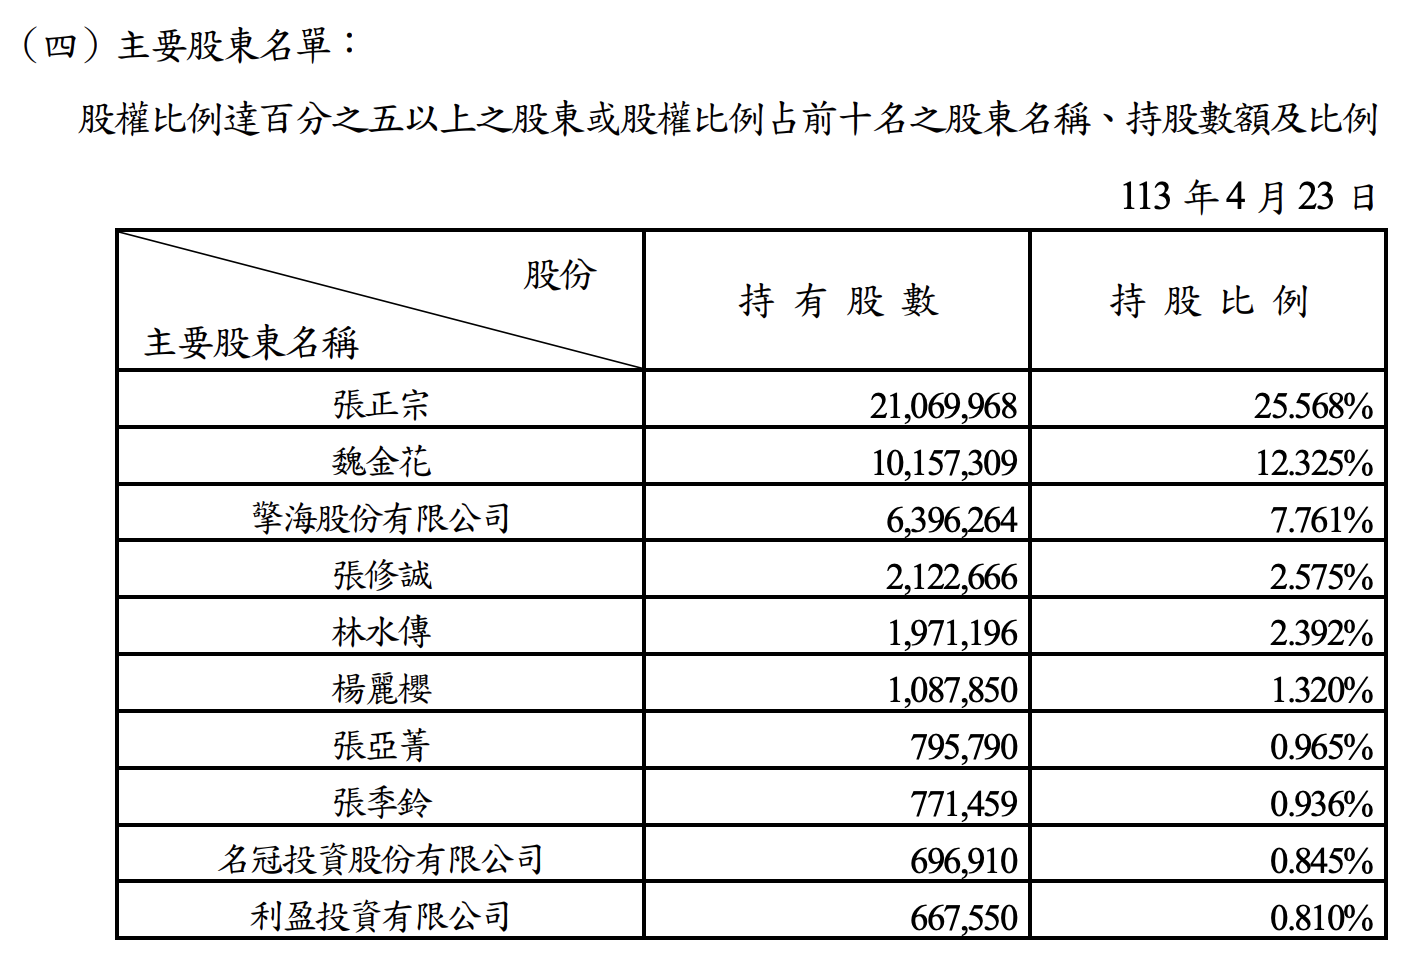 （四）主要股東名單：
股權比例達百分之五以上之股東或股權比例占前十名之股東名稱、持股數額及比例
113 年 4 月 23 日
股份
主要股東名稱
持有股數
持股比例
張正宗 21,069,968 25.568%
魏金花 10,157,309 12.325%
擎海股份有限公司 6,396,264 7.761%
張修誠 2,122,666 2.575%
林水傳 1,971,196 2.392%
楊麗櫻 1,087,850 1.320%
張亞菁 795,790 0.965%
張季鈴 771,459 0.936%
名冠投資股份有限公司 696,910 0.845%
利盈投資有限公司 667,550 0.810%